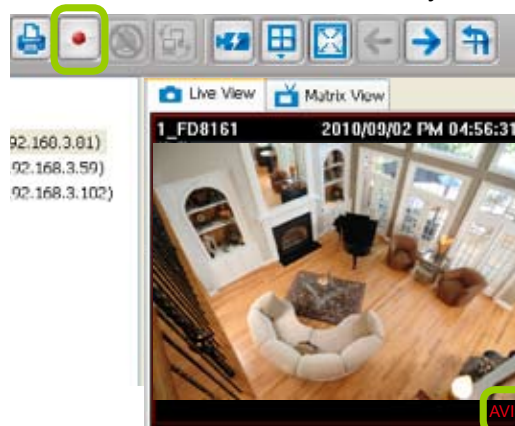 Live View Matrix View
1_FD8161 2010/09/02 PM 04:56:31
92.168.3.81)
92.168.3.59)
92.168.3.102)
AVI